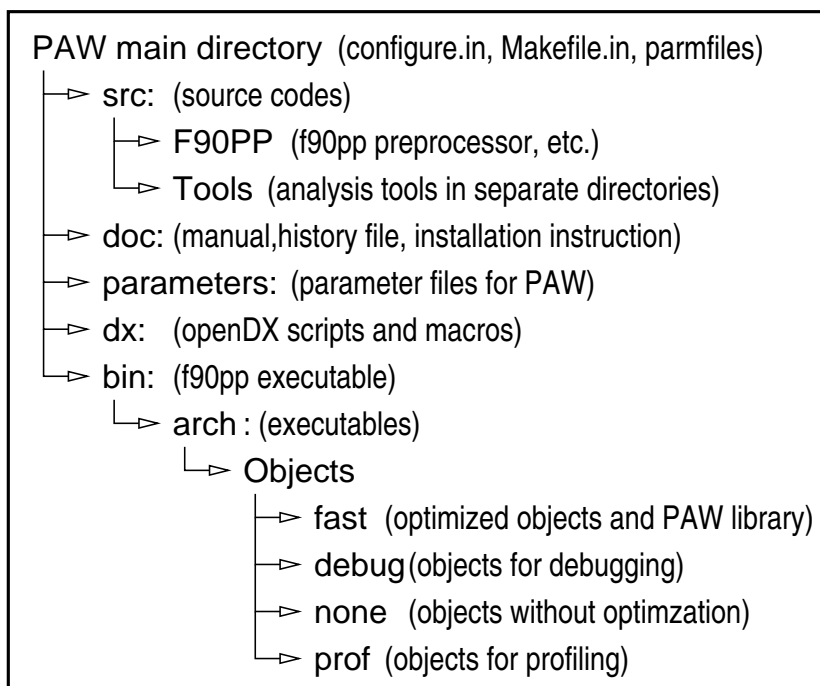 PAW main directory (configure.in, Makefile.in, parmfiles)
src: (source codes)
F90PP (f90pp preprocessor, etc.)
Tools (analysis tools in separate directories)
doc: (manual,history file, installation instruction)
parameters: (parameter files for PAW)
dx: (openDX scripts and macros)
bin: (f90pp executable)
arch : (executables)
Objects
fast (optimized objects and PAW library)
debug(objects for debugging)
none (objects without optimzation)
prof (objects for profiling)